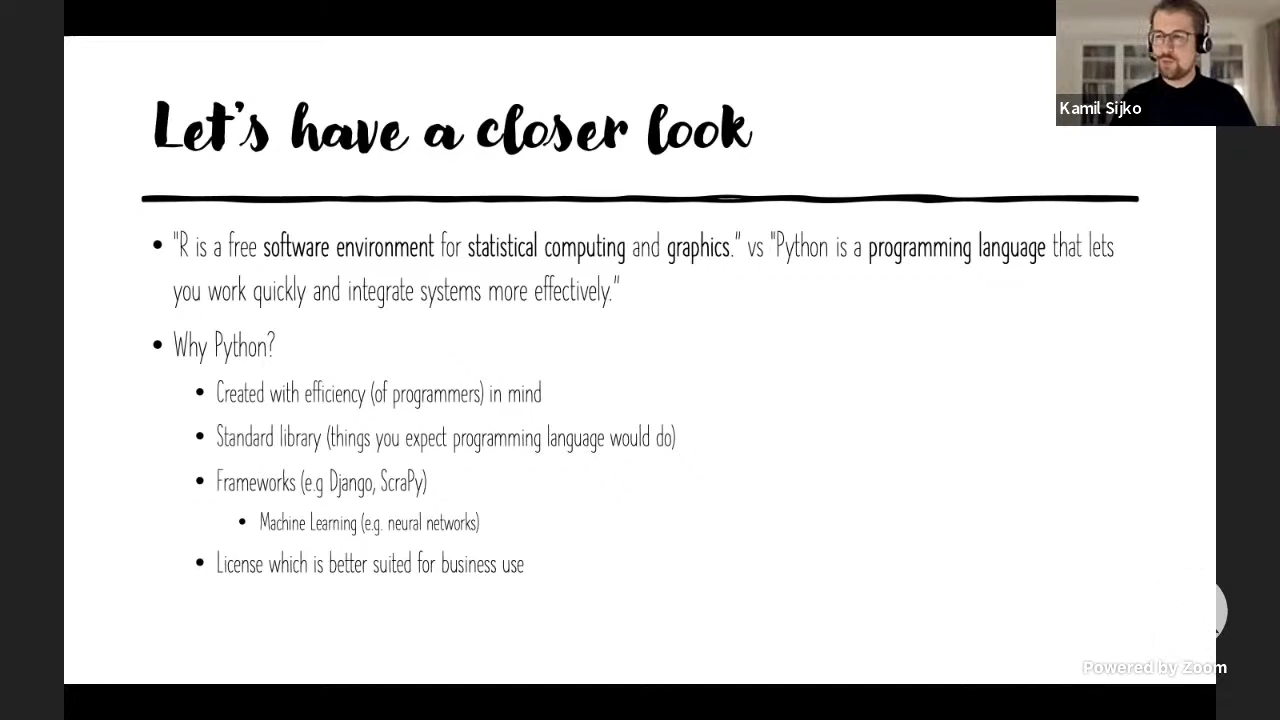 Let's have a closer look
Kamil Sijko
• "R is a free software environment for statistical computing and graphics." vs "Python is a programming language that lets
you work quickly and integrate systems more effectively."
• Why Python?
• Created with efficiency (of programmers) in mind
• Standard library (things you expect programming language would do)
• Frameworks (e.g Django, ScraPy)
• Machine Learning (e.g. neural networks)
• License which is better suited for business use
Powered by Zoom